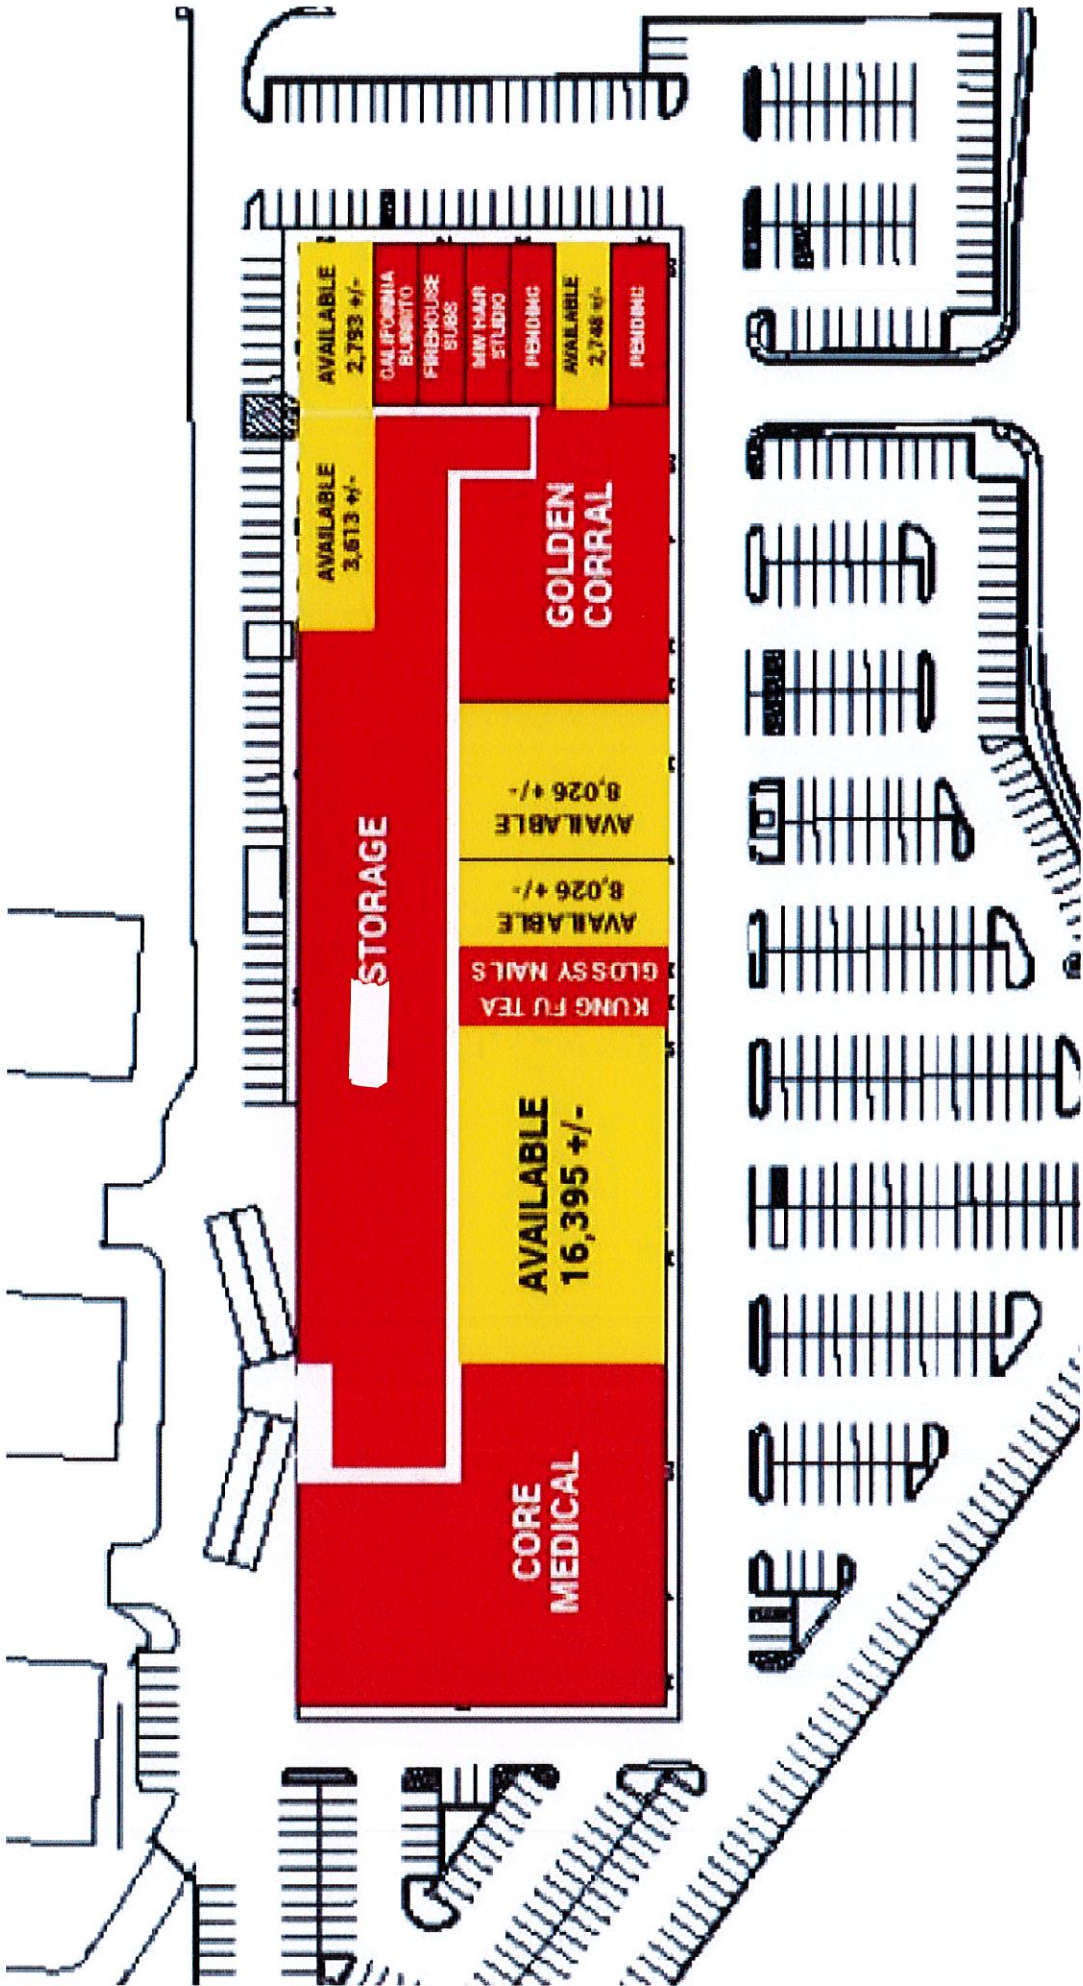 AVAILABLE
2,793 +/-
CALIFORNIA
BURRITO
FIREHOUSE
SUBS
MW HAIR
STUDIO
PENDING
AVAILABLE
2,748 +/-
PENDING
AVAILABLE
3,613 +/-
GOLDEN
CORRAL
AVAILABLE
8,026 +/-
STORAGE
AVAILABLE
8,026 +/-
GLOSSY NAILS
KUNG FU TEA
AVAILABLE
16,395 +/-
CORE
MEDICAL